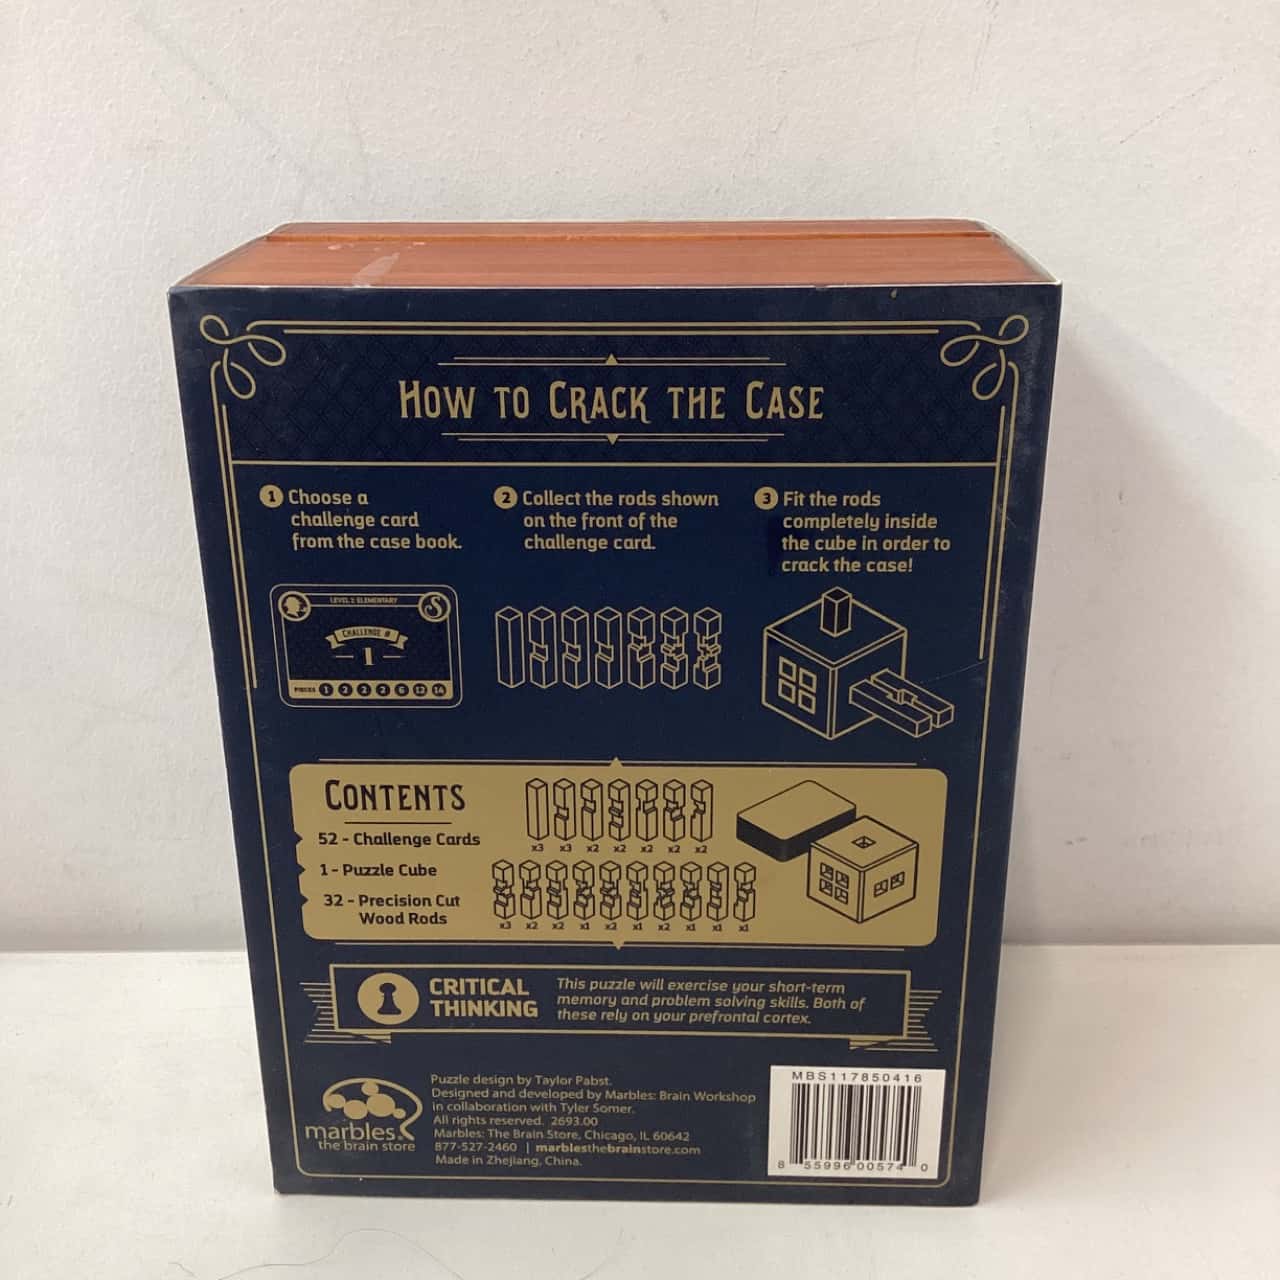 HOW TO CRACK THE CASE
1 Choose a
challenge card
from the case book.
2 Collect the rods shown
on the front of the
challenge card.
3 Fit the rods
completely inside
the cube in order to
crack the case!
LEVEL 1: ELEMENTARY
S
CHALLENGE #
1
PIECES 1 2 2 2 6 12 14
CONTENTS
52 - Challenge Cards
1 - Puzzle Cube
32 - Precision Cut
Wood Rods
x3 x3 x2 x2 x2 x2 x2
x3 x2 x2 x1 x2 x1 x2 x1 x1 x1
CRITICAL
THINKING
This puzzle will exercise your short-term
memory and problem solving skills. Both of
these rely on your prefrontal cortex.
marbles
the brain store
Puzzle design by Taylor Pabst.
Designed and developed by Marbles: Brain Workshop
in collaboration with Tyler Somer.
All rights reserved. 2693.00
Marbles: The Brain Store, Chicago, IL 60642
877-527-2460 | marblesthebrainstore.com
Made in Zhejiang, China.
MBS117850416
8 55996 00574 0